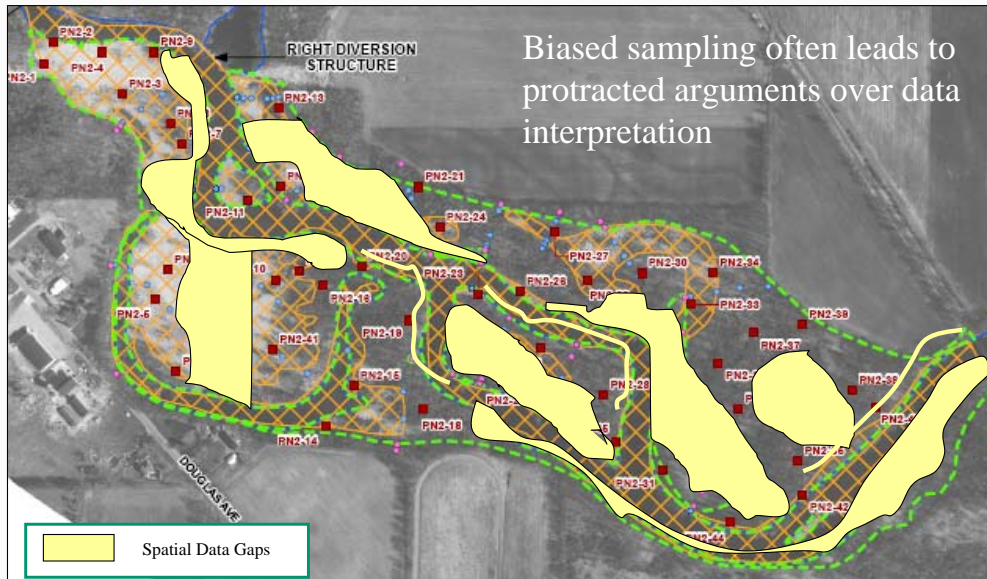 Biased sampling often leads to
protracted arguments over data
interpretation
RIGHT DIVERSION
STRUCTURE
PN2-2
PN2-9
PN2-4
PN2-3
PN2-13
PN2-11
PN2-21
PN2-24
PN2-27
PN2-30
PN2-34
PN2-20
PN2-23
PN2-26
PN2-16
PN2-33
PN2-5
PN2-19
PN2-39
PN2-37
PN2-41
PN2-15
PN2-28
PN2-18
PN2-14
PN2-31
PN2-42
PN2-44
DOUGLAS AVE
Spatial Data Gaps